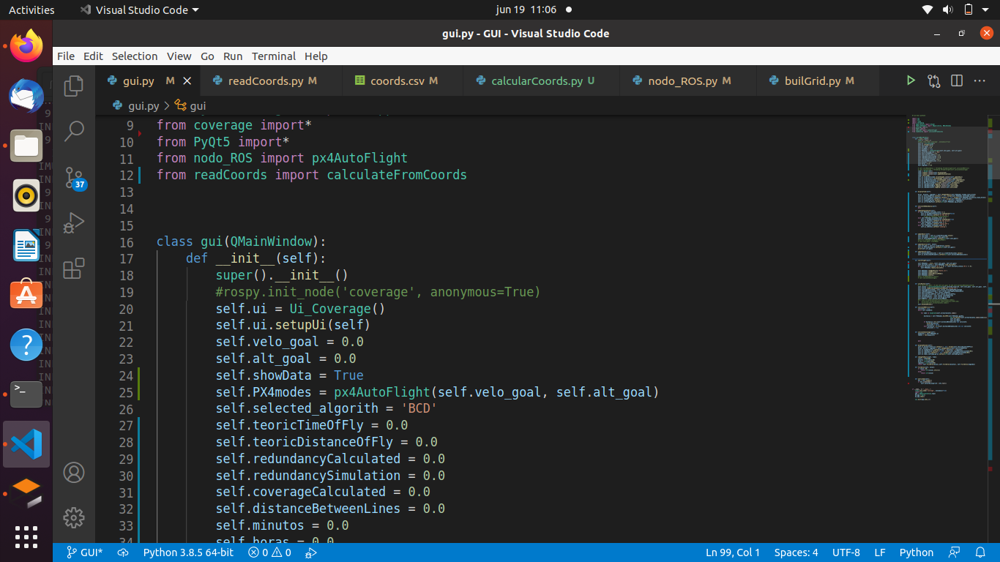 Activities Visual Studio Code jun 19 11:06
gui.py - GUI - Visual Studio Code
File Edit Selection View Go Run Terminal Help
gui.py M readCoords.py M coords.csv M calcularCoords.py U nodo_ROS.py M builGrid.py M
gui.py > gui
9 from coverage import*
10 from PyQt5 import*
11 from nodo_ROS import px4AutoFlight
12 from readCoords import calculateFromCoords
13
14
15
16 class gui(QMainWindow):
17 def __init__(self):
18 super().__init__()
19 #rospy.init_node('coverage', anonymous=True)
20 self.ui = Ui_Coverage()
21 self.ui.setupUi(self)
22 self.velo_goal = 0.0
23 self.alt_goal = 0.0
24 self.showData = True
25 self.PX4modes = px4AutoFlight(self.velo_goal, self.alt_goal)
26 self.selected_algorith = 'BCD'
27 self.teoricTimeOfFly = 0.0
28 self.teoricDistanceOfFly = 0.0
29 self.redundancyCalculated = 0.0
30 self.redundancySimulation = 0.0
31 self.coverageCalculated = 0.0
32 self.distanceBetweenLines = 0.0
33 self.minutos = 0.0
34 self.horas = 0.0
37
GUI* Python 3.8.5 64-bit 0 0 Ln 99, Col 1 Spaces: 4 UTF-8 LF Python